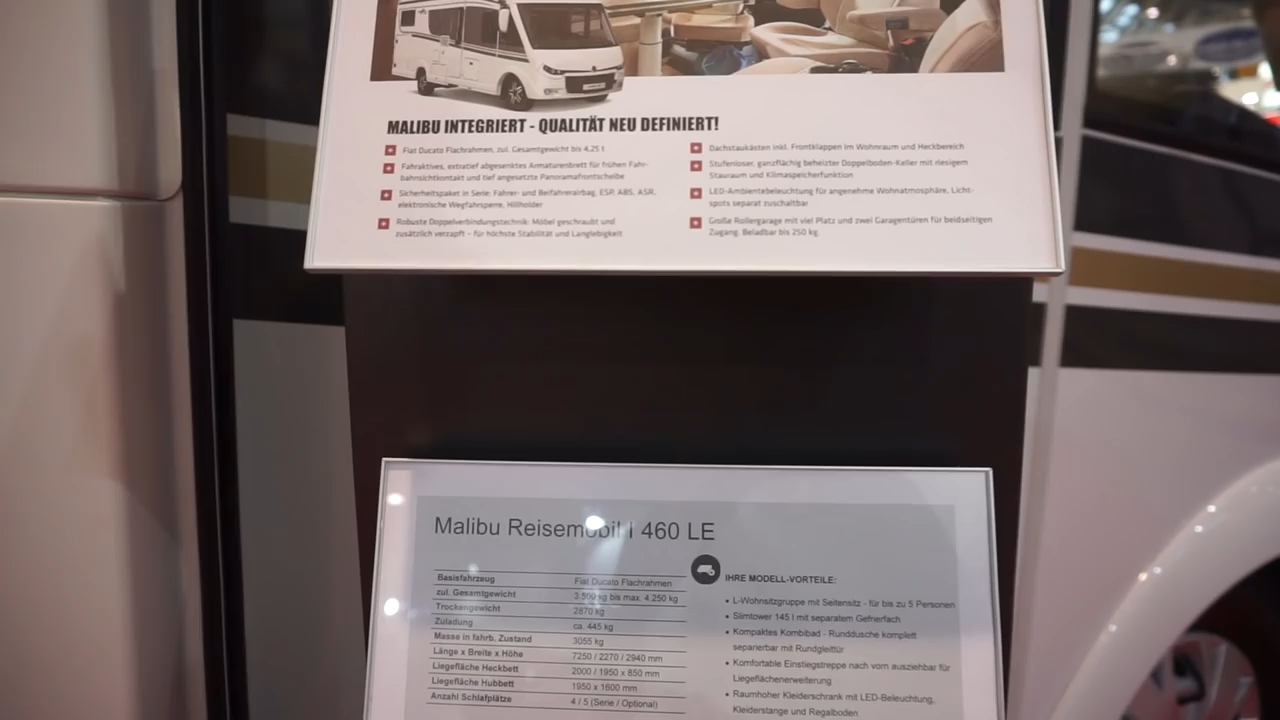 MALIBU INTEGRIERT - QUALITÄT NEU DEFINIERT!
Fiat Ducato Flachrahmen, zul. Gesamtgewicht bis 4,25 t
Fahraktives, extratief abgesenktes Armaturenbrett für frühen Fahr-
bahnsichtkontakt und tief angesetzte Panoramafrontscheibe
Sicherheitspaket in Serie: Fahrer- und Beifahrerairbag, ESP, ABS, ASR,
elektronische Wegfahrsperre, Hillholder
Robuste Doppelverbindungstechnik: Möbel geschraubt und
zusätzlich verzapft - für höchste Stabilität und Langlebigkeit
Dachstaukästen inkl. Frontklappen im Wohnraum und Heckbereich
Stufenloser, ganzflächig beheizter Doppelboden-Keller mit riesigem
Stauraum und Klimaspeicherfunktion
LED-Ambientebeleuchtung für angenehme Wohnatmosphäre, Licht-
spots separat zuschaltbar
Große Rollergarage mit viel Platz und zwei Garagentüren für beidseitigen
Zugang. Beladbar bis 250 kg.
Malibu Reisemobil I 460 LE
Basisfahrzeug Fiat Ducato Flachrahmen
zul. Gesamtgewicht 3.500 kg bis max. 4.250 kg
Trockengewicht 2870 kg
Zuladung ca. 445 kg
Masse in fahrb. Zustand 3055 kg
Länge x Breite x Höhe 7250 / 2270 / 2940 mm
Liegefläche Heckbett 2000 / 1950 x 850 mm
Liegefläche Hubbett 1950 x 1600 mm
Anzahl Schlafplätze 4 / 5 (Serie / Optional)
IHRE MODELL-VORTEILE:
• L-Wohnsitzgruppe mit Seitensitz - für bis zu 5 Personen
• Slimtower 145 l mit separatem Gefrierfach
• Kompaktes Kombibad - Runddusche komplett
separierbar mit Rundgleittür
• Komfortable Einstiegstreppe nach vorn ausziehbar für
Liegeflächenerweiterung
• Raumhoher Kleiderschrank mit LED-Beleuchtung,
Kleiderstange und Regalboden